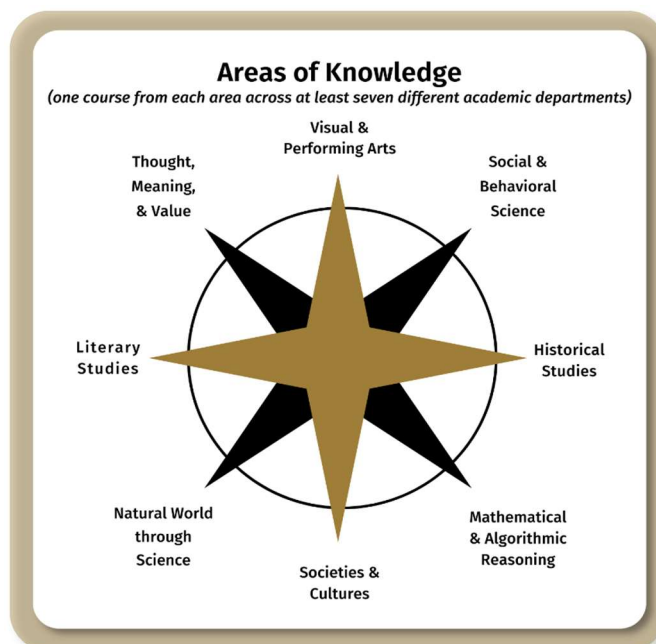 Areas of Knowledge
(one course from each area across at least seven different academic departments)
Visual &
Performing Arts
Thought,
Meaning,
& Value
Social &
Behavioral
Science
Literary
Studies
Historical
Studies
Natural World
through
Science
Mathematical
& Algorithmic
Reasoning
Societies &
Cultures